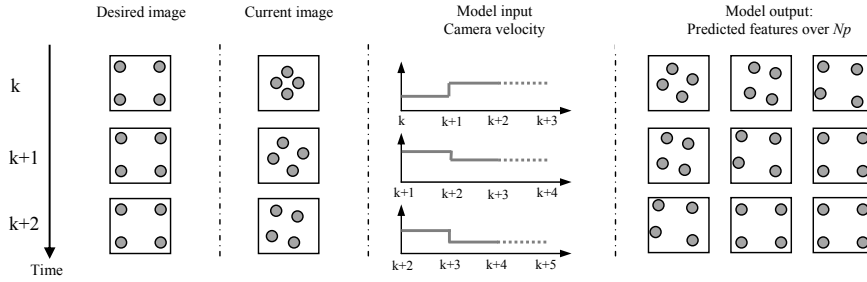 Desired image
Current image
Model input
Camera velocity
Model output:
Predicted features over Np
k
k
k+1
k+2
k+3
k+1
k+1
k+2
k+3
k+4
k+2
k+2
k+3
k+4
k+5
Time